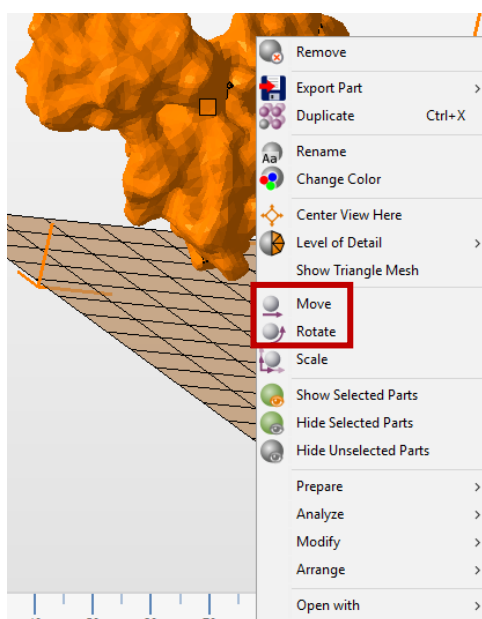 Remove
Export Part
Duplicate Ctrl+X
Aa
Rename
Change Color
Center View Here
Level of Detail
Show Triangle Mesh
Move
Rotate
Scale
Show Selected Parts
Hide Selected Parts
Hide Unselected Parts
Prepare
Analyze
Modify
Arrange
Open with